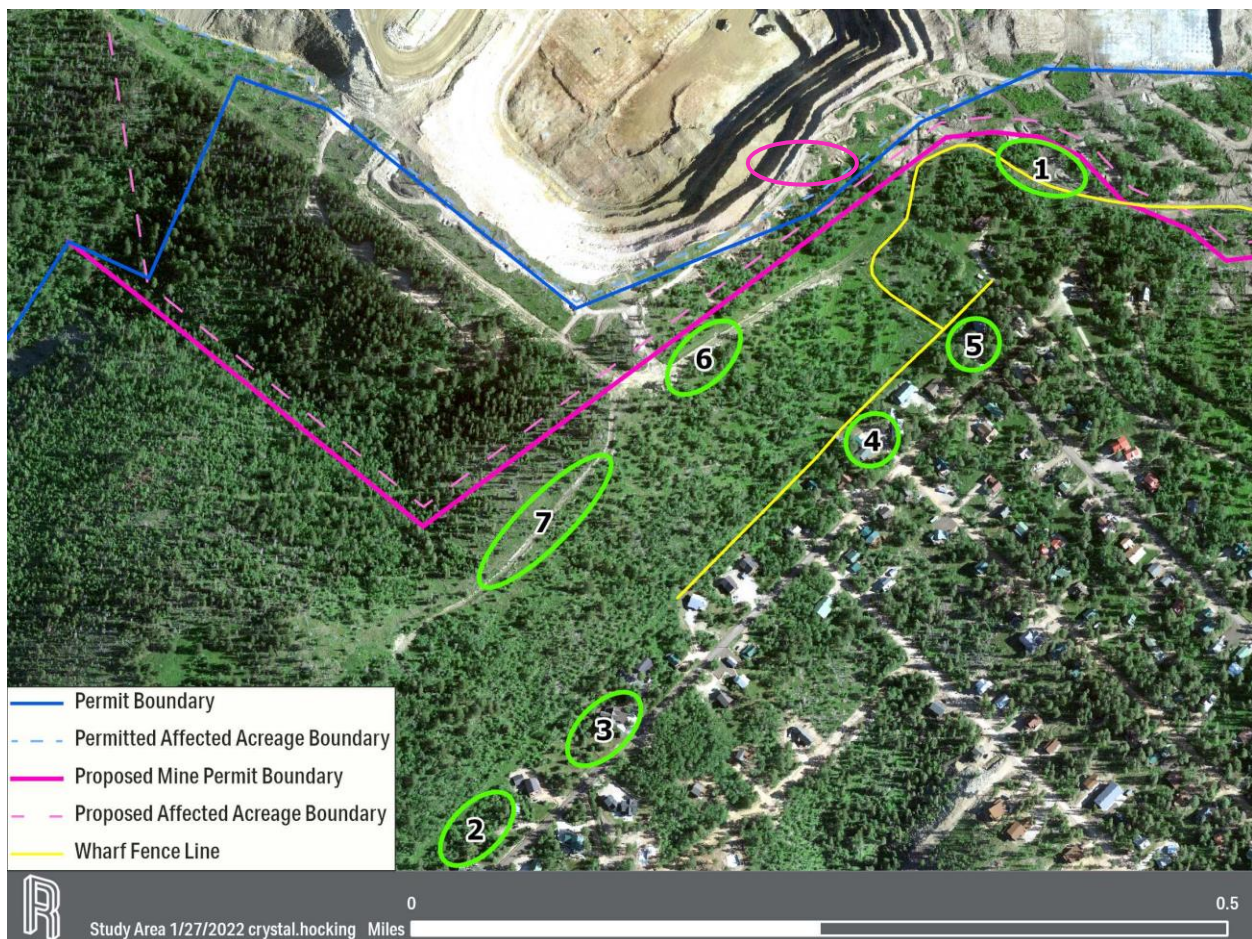 1
5
6
4
7
3
2
Permit Boundary
Permitted Affected Acreage Boundary
Proposed Mine Permit Boundary
Proposed Affected Acreage Boundary
Wharf Fence Line
0 0.5
Study Area 1/27/2022 crystal.hocking Miles